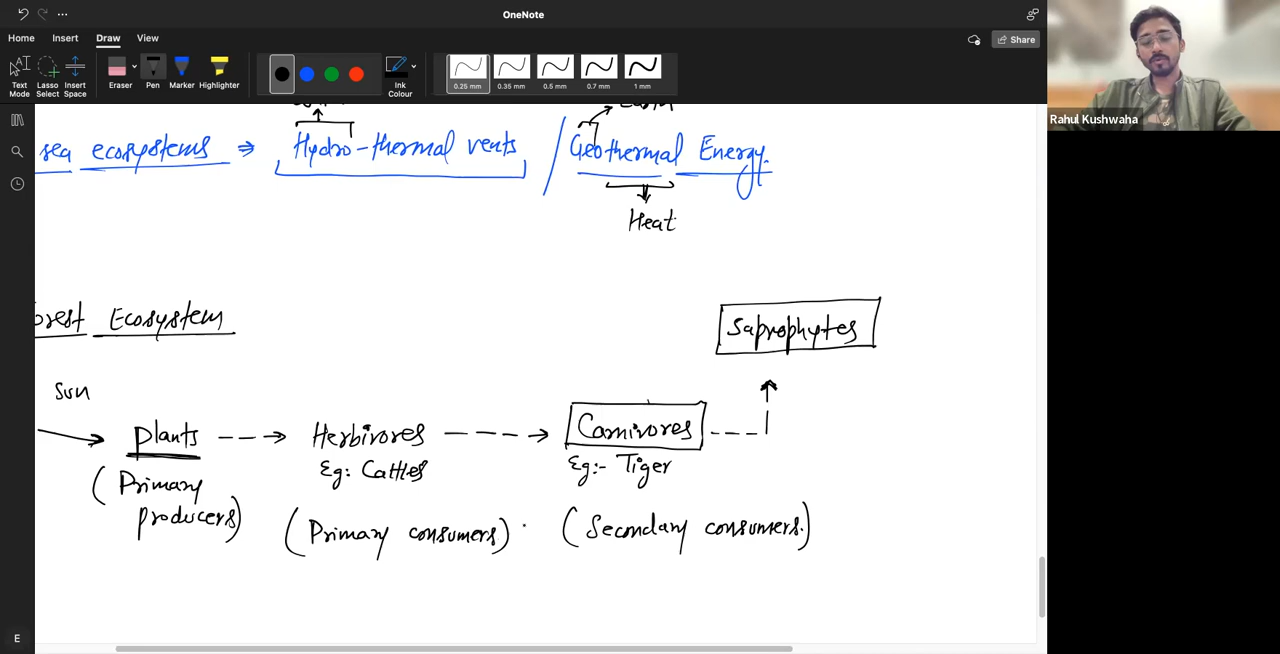 OneNote
Home Insert Draw View
Share
Text Mode
Lasso Select
Insert Space
Eraser
Pen
Marker
Highlighter
Ink Colour
0.25 mm
0.35 mm
0.5 mm
0.7 mm
1 mm
Rahul Kushwaha
sea ecosystems ⇒ Hydro-thermal vents / Geothermal Energy.
Heat
orest Ecosystem
Saprophytes
Sun
Plants ---> Herbivores ----> Carnivores
Eg: Cattles
Eg:- Tiger
(Primary producers)
(Primary consumers)
(Secondary consumers.)
E